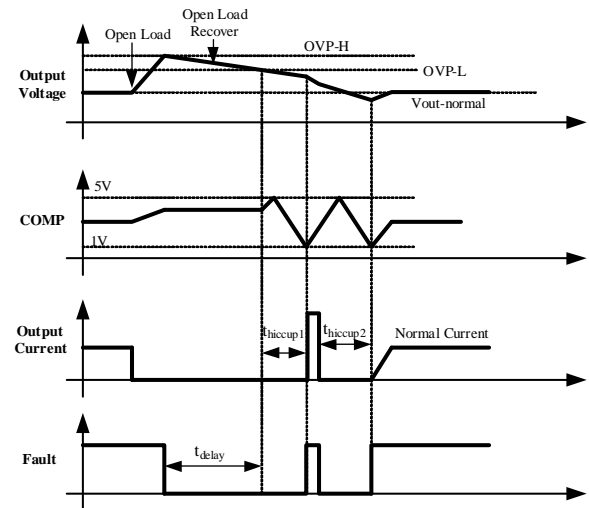 Open Load
Recover
Open Load
OVP-H
OVP-L
Output
Voltage
Vout-normal
5V
COMP
1V
Output
Current
thiccup1
thiccup2
Normal Current
Fault
tdelay